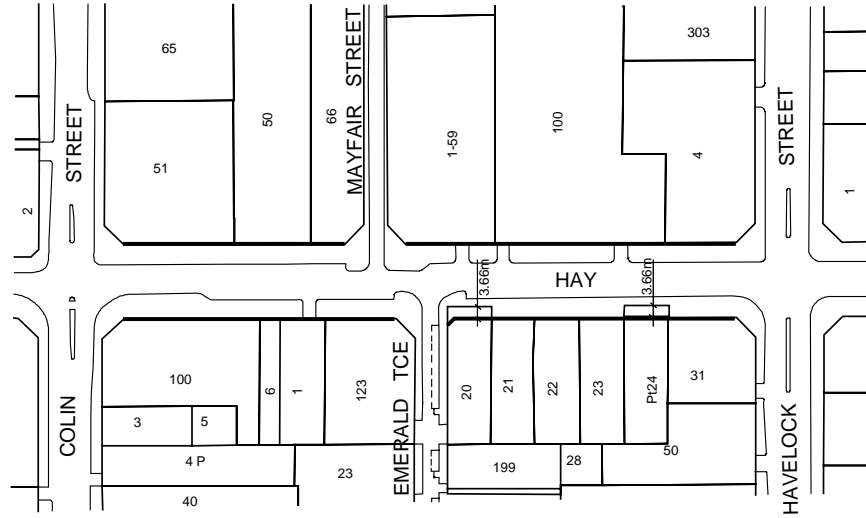 65
303
50
66
MAYFAIR STREET
1-59
100
4
STREET
STREET
51
2
1
3.66m
HAY
3.66m
100
6
1
123
EMERALD TCE
20
21
22
23
Pt24
31
3
5
COLIN
4 P
23
199
28
50
HAVELOCK
40